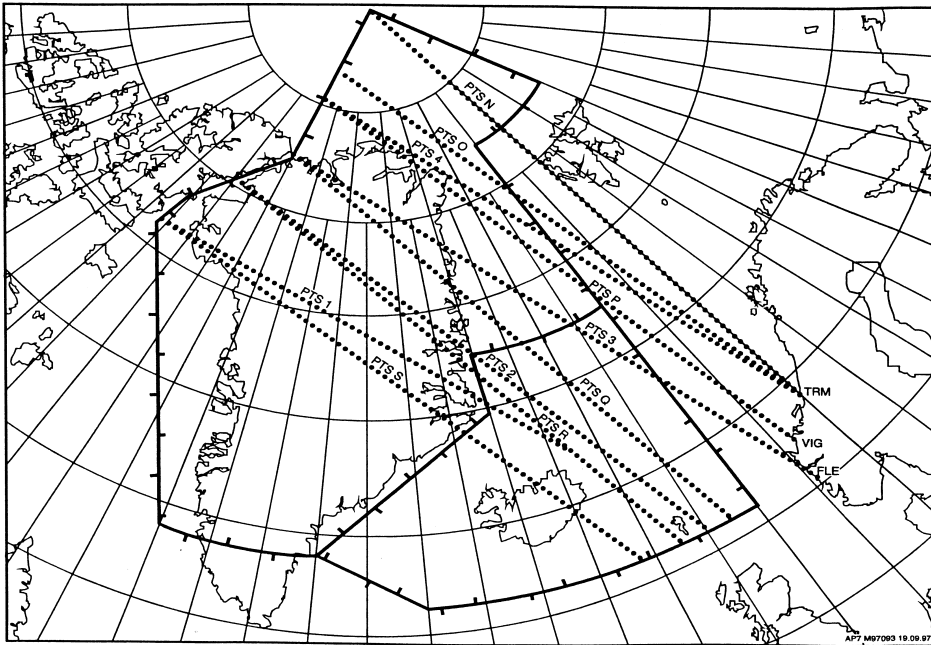 PTS N
PTS O
PTS 4
PTS P
PTS 1
PTS 3
PTS S
PTS 2
PTS Q
PTS R
TRM
VIG
FLE
AP7 M97093 19.09.97